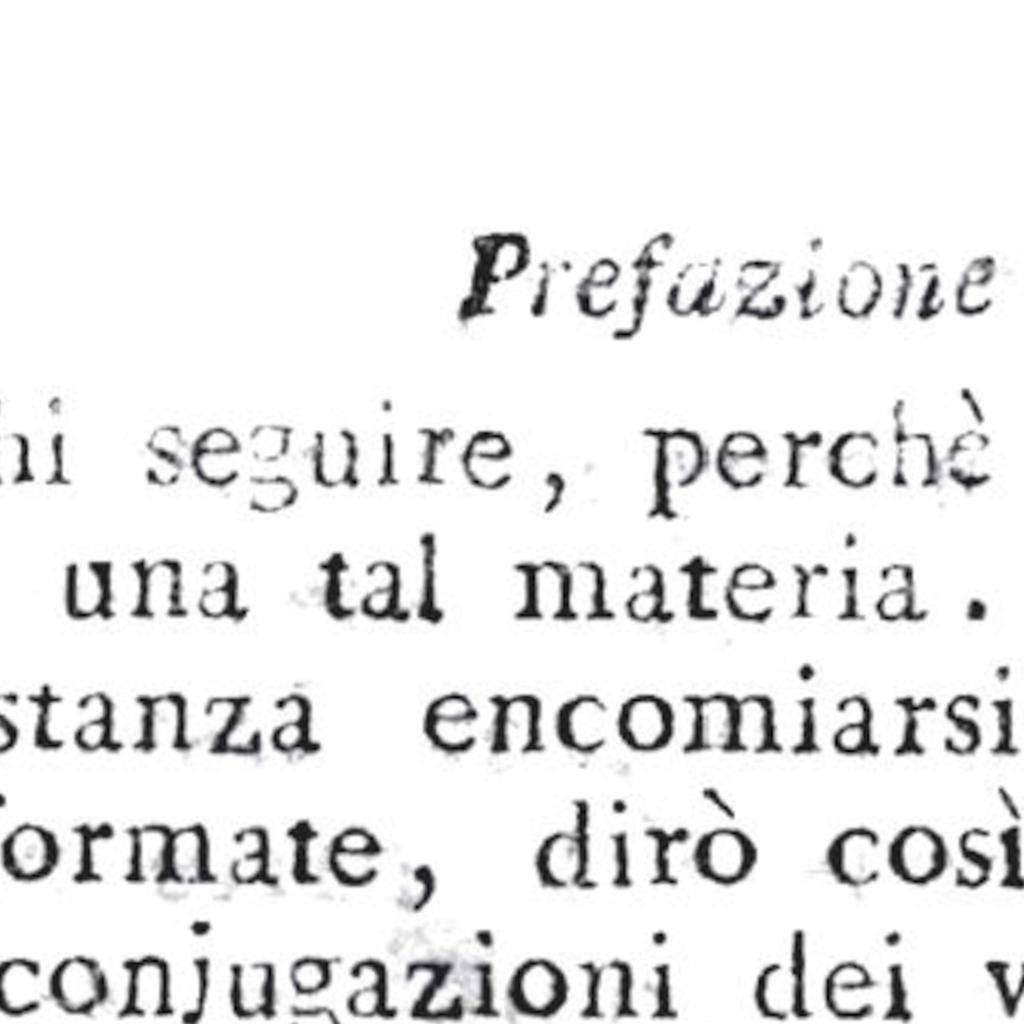 Prefazione
hi seguire, perchè
una tal materia.
stanza encomiarsi
formate, dirò così
conjugazioni dei v